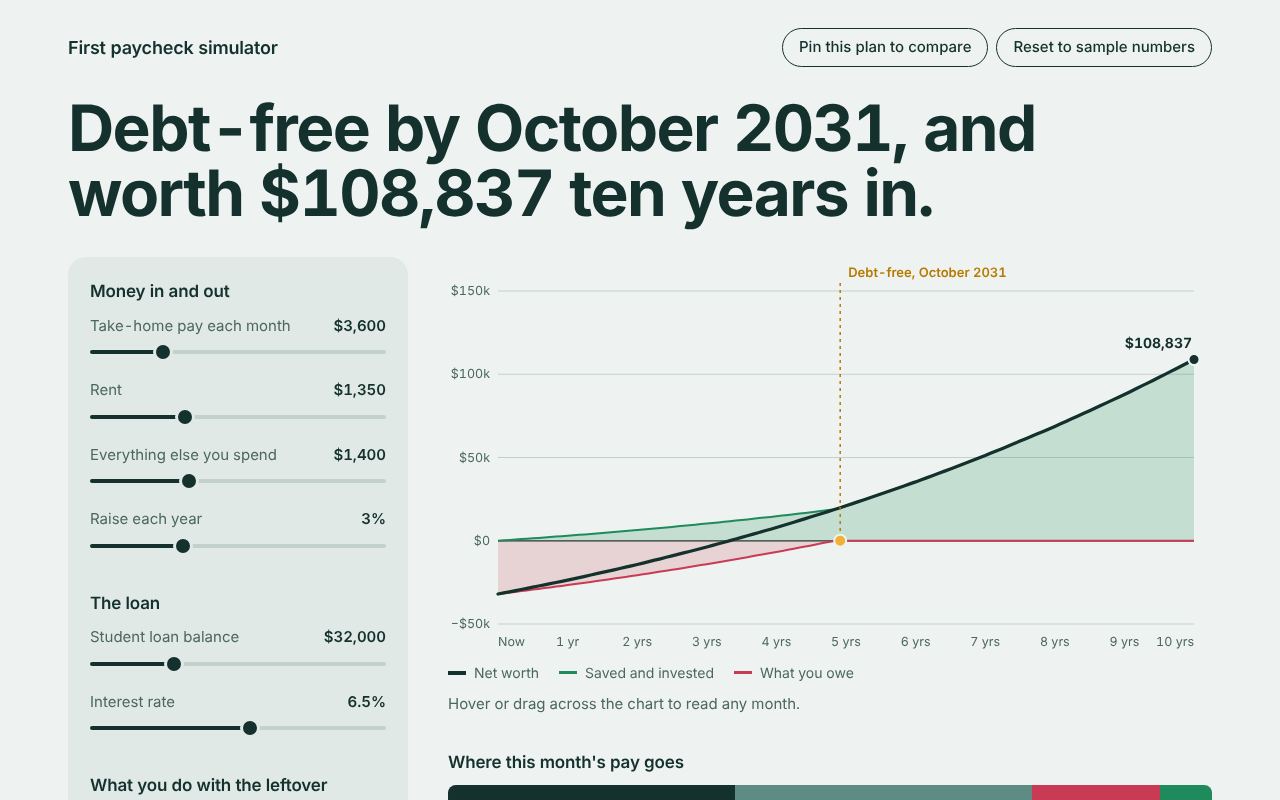 First paycheck simulator
Pin this plan to compare
Reset to sample numbers
Debt-free by October 2031, and
worth $108,837 ten years in.
Money in and out
Take-home pay each month $3,600
Rent $1,350
Everything else you spend $1,400
Raise each year 3%
The loan
Student loan balance $32,000
Interest rate 6.5%
What you do with the leftover
Debt-free, October 2031
$150k
$108,837
$100k
$50k
$0
−$50k
Now 1 yr 2 yrs 3 yrs 4 yrs 5 yrs 6 yrs 7 yrs 8 yrs 9 yrs 10 yrs
Net worth Saved and invested What you owe
Hover or drag across the chart to read any month.
Where this month's pay goes